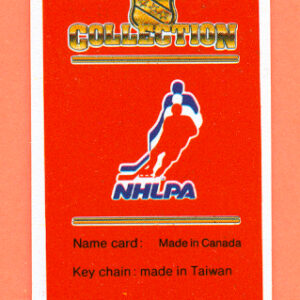 COLLECTION
NHLPA
Name card: Made in Canada
Key chain: made in Taiwan